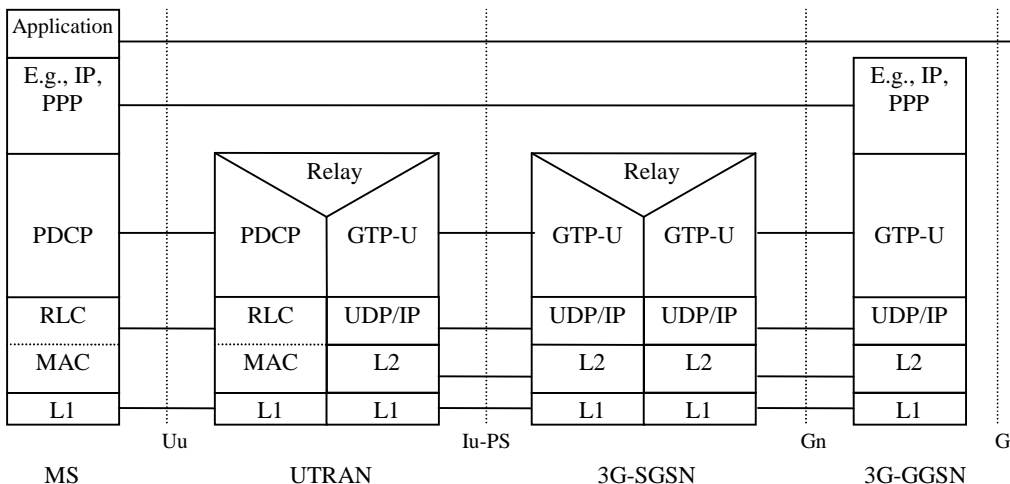 Application
E.g., IP,
PPP
E.g., IP,
PPP
Relay
Relay
PDCP
PDCP
GTP-U
GTP-U
GTP-U
GTP-U
RLC
RLC
UDP/IP
UDP/IP
UDP/IP
UDP/IP
MAC
MAC
L2
L2
L2
L2
L1
L1
L1
L1
L1
L1
Uu
Iu-PS
Gn
G
MS
UTRAN
3G-SGSN
3G-GGSN